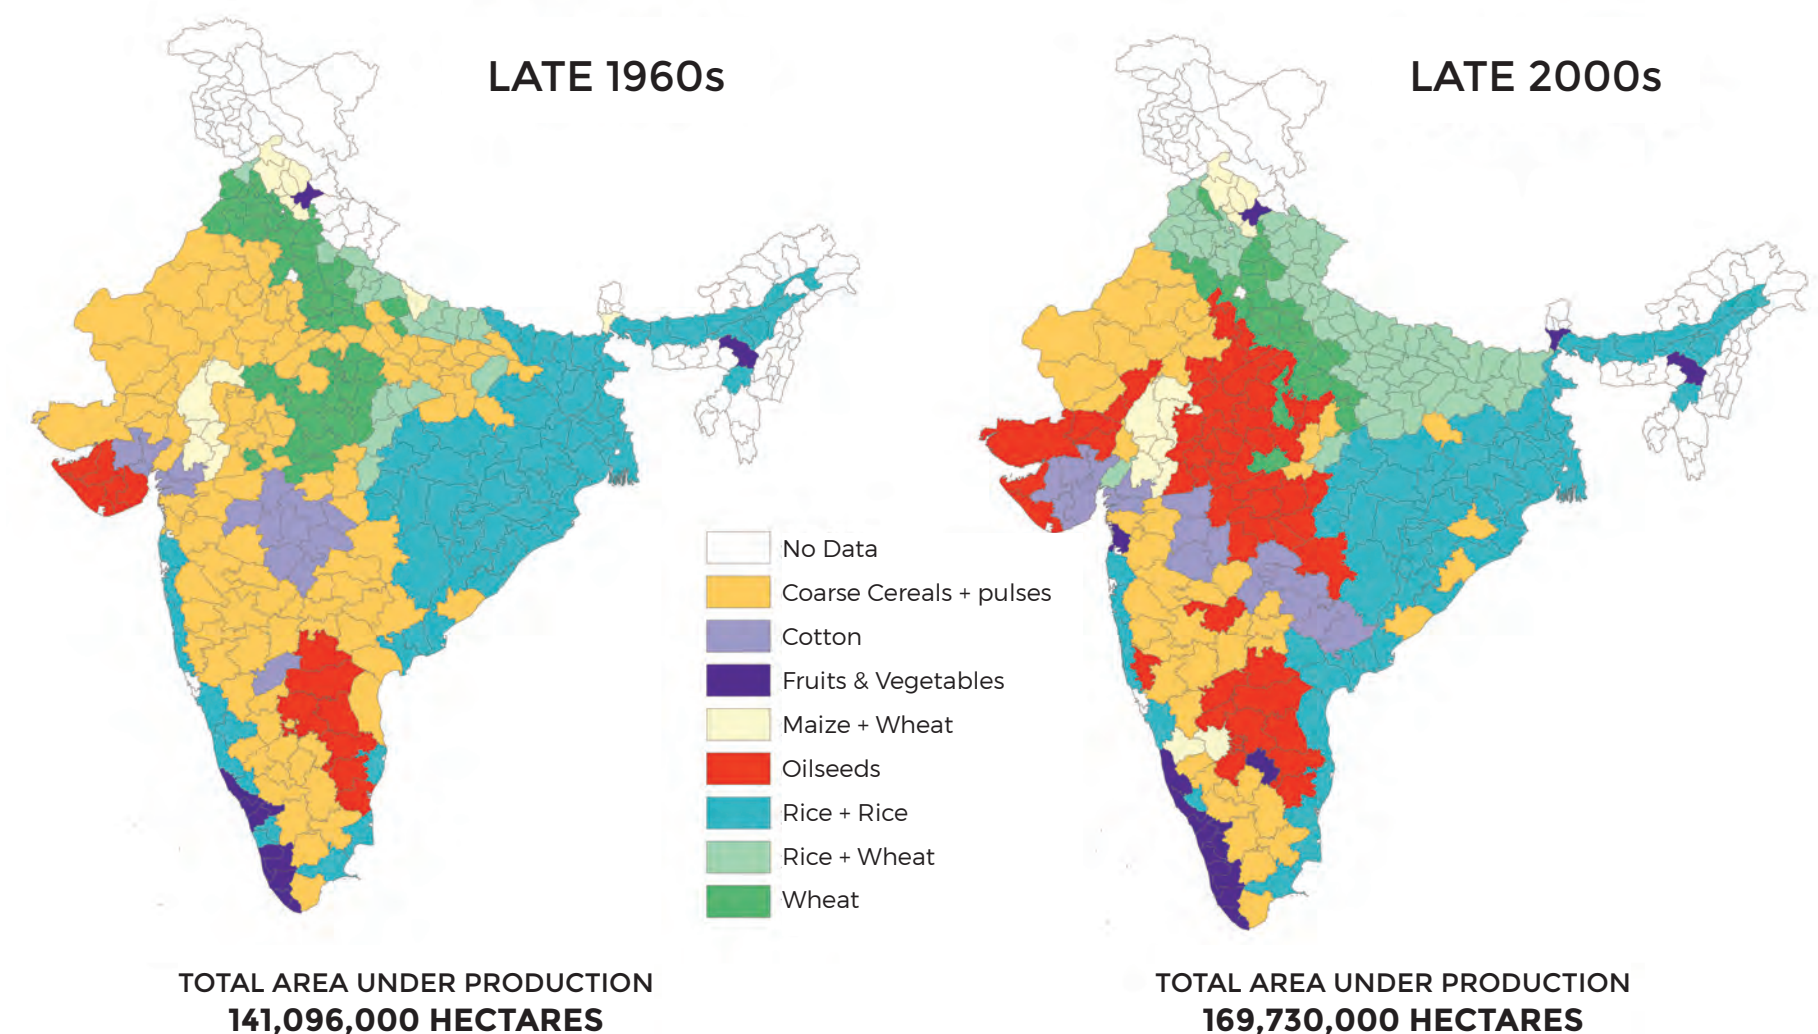 LATE 1960s
LATE 2000s
No Data
Coarse Cereals + pulses
Cotton
Fruits & Vegetables
Maize + Wheat
Oilseeds
Rice + Rice
Rice + Wheat
Wheat
TOTAL AREA UNDER PRODUCTION
141,096,000 HECTARES
TOTAL AREA UNDER PRODUCTION
169,730,000 HECTARES